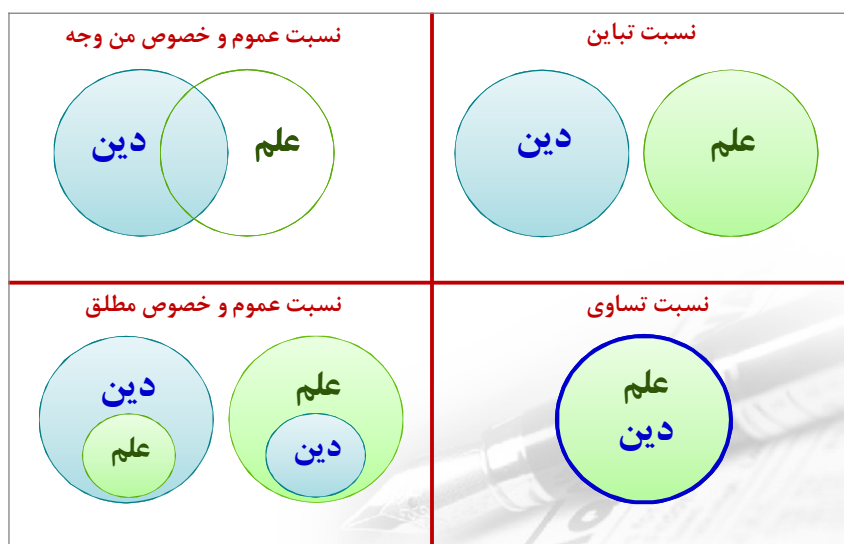 نسبت تباین
علم
دین
نسبت عموم و خصوص من وجه
علم
دین
نسبت تساوی
علم
دین
نسبت عموم و خصوص مطلق
علم
دین
دین
علم